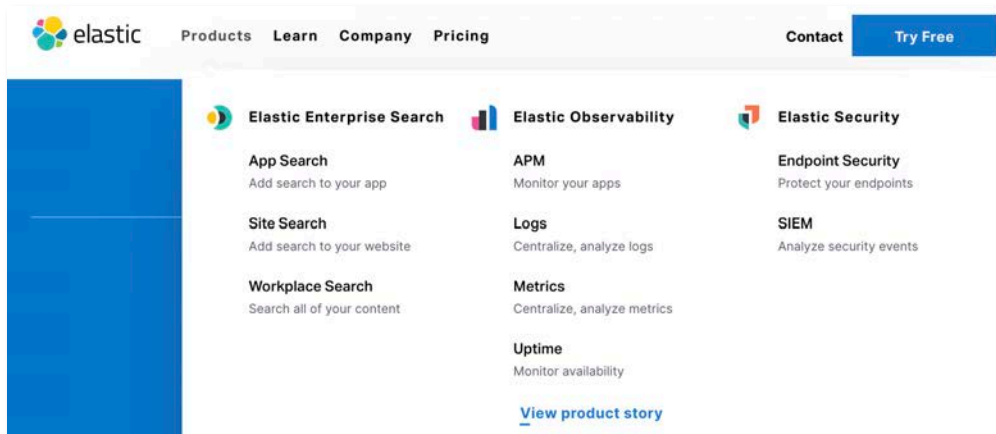 elastic Products Learn Company Pricing Contact Try Free
Elastic Enterprise Search
App Search
Add search to your app
Site Search
Add search to your website
Workplace Search
Search all of your content
Elastic Observability
APM
Monitor your apps
Logs
Centralize, analyze logs
Metrics
Centralize, analyze metrics
Uptime
Monitor availability
View product story
Elastic Security
Endpoint Security
Protect your endpoints
SIEM
Analyze security events